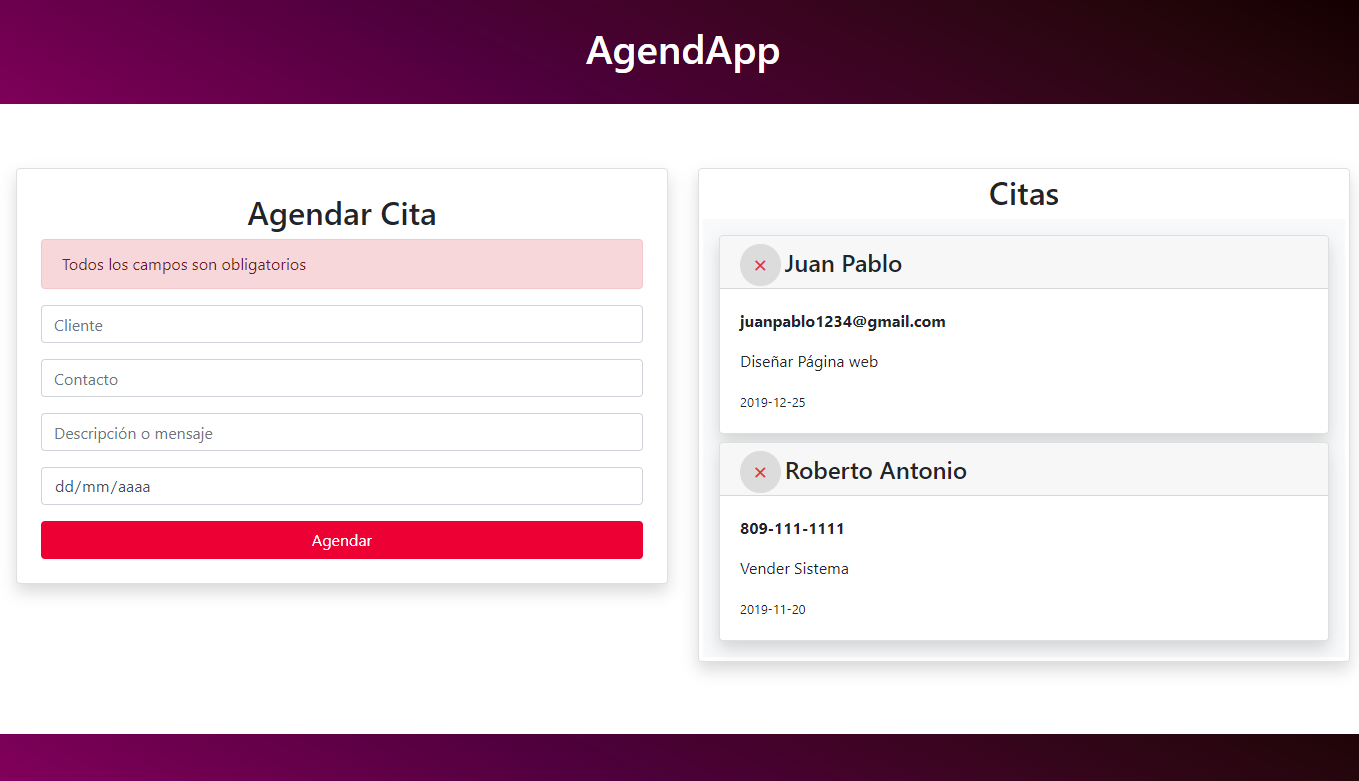 AgendApp
Agendar Cita
Todos los campos son obligatorios
Cliente
Contacto
Descripción o mensaje
dd/mm/aaaa
Agendar
Citas
× Juan Pablo
juanpablo1234@gmail.com
Diseñar Página web
2019-12-25
× Roberto Antonio
809-111-1111
Vender Sistema
2019-11-20